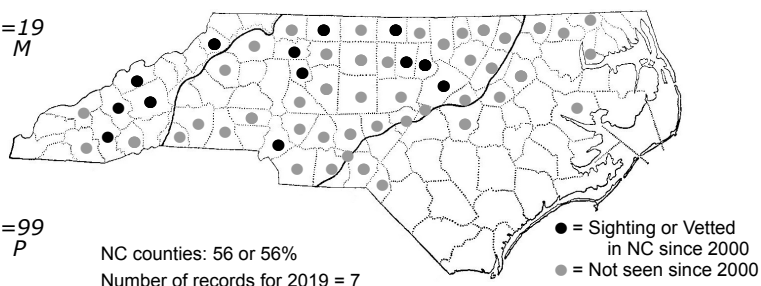 =19
M
=99
P
NC counties: 56 or 56%
Number of records for 2019 = 7
= Sighting or Vetted
in NC since 2000
= Not seen since 2000